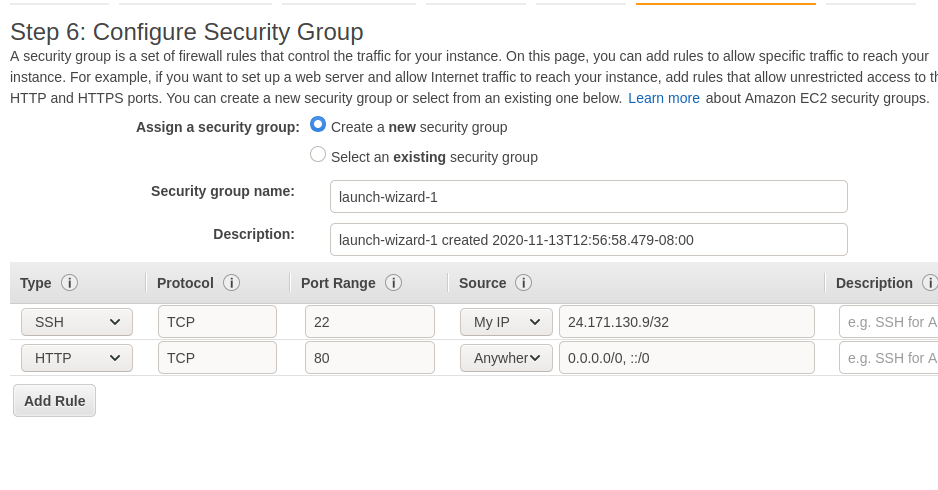 Step 6: Configure Security Group
A security group is a set of firewall rules that control the traffic for your instance. On this page, you can add rules to allow specific traffic to reach your
instance. For example, if you want to set up a web server and allow Internet traffic to reach your instance, add rules that allow unrestricted access to th
HTTP and HTTPS ports. You can create a new security group or select from an existing one below. Learn more about Amazon EC2 security groups.
Assign a security group: Create a new security group
Select an existing security group
Security group name: launch-wizard-1
Description: launch-wizard-1 created 2020-11-13T12:56:58.479-08:00
Type i Protocol i Port Range i Source i Description i
SSH TCP 22 My IP 24.171.130.9/32 e.g. SSH for A
HTTP TCP 80 Anywher 0.0.0.0/0, ::/0 e.g. SSH for A
Add Rule